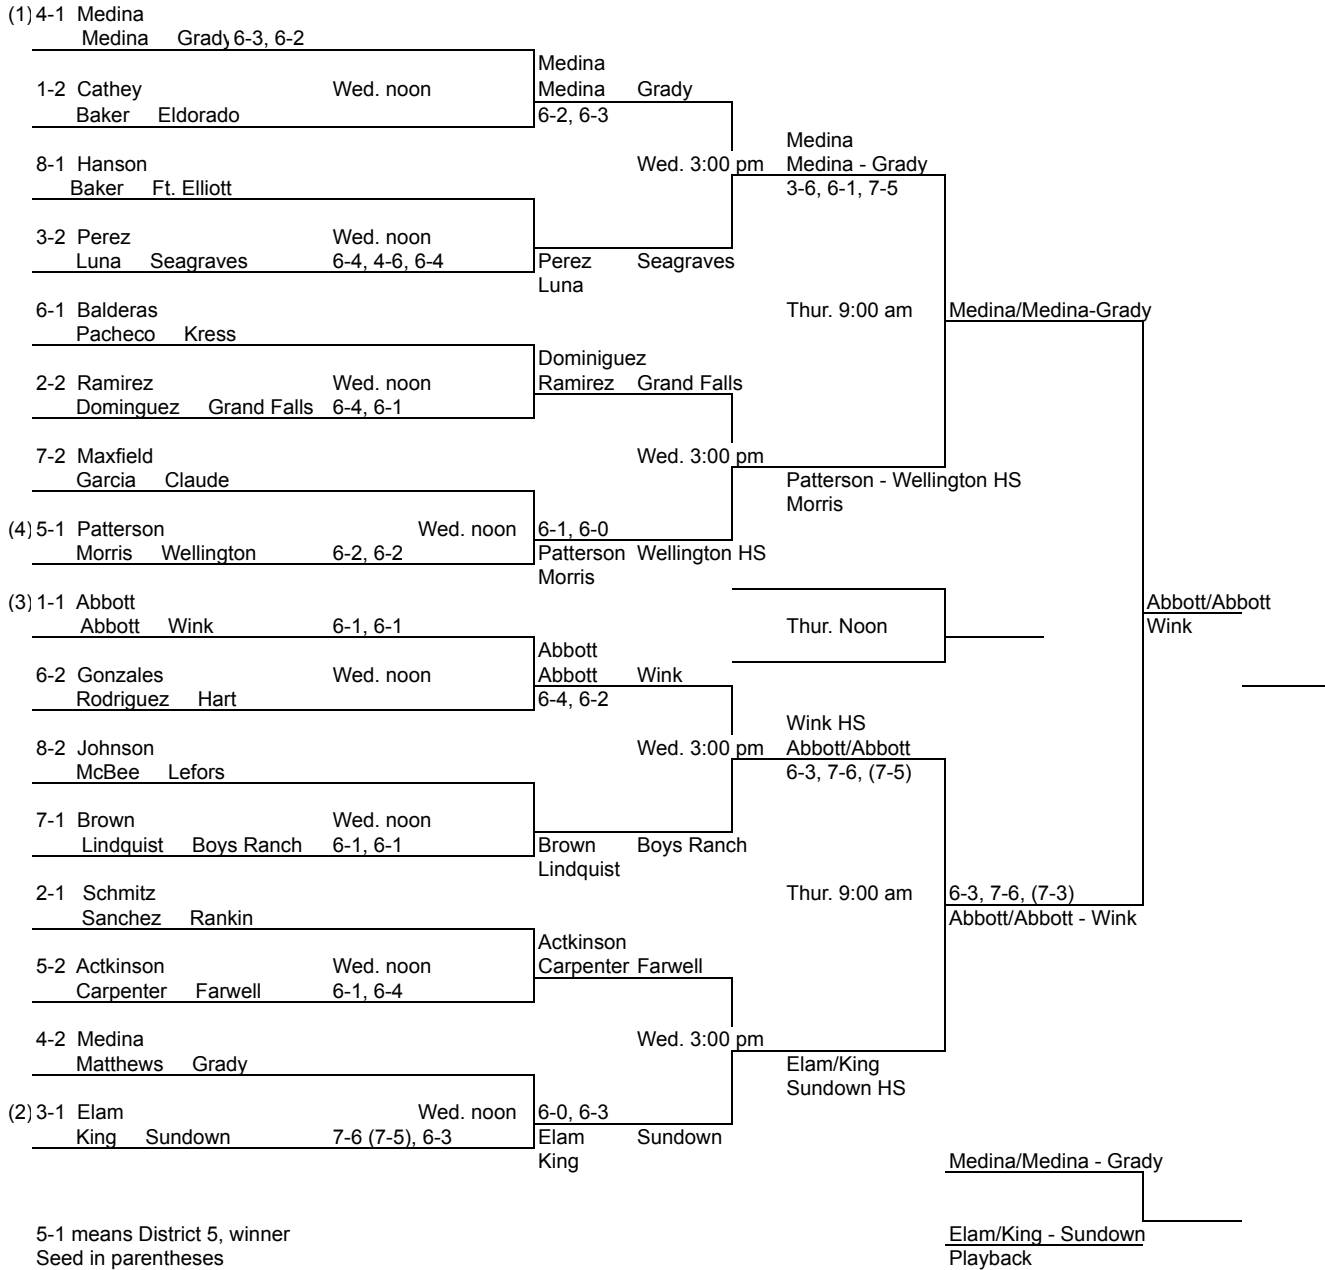 (1) 4-1 Medina
Medina Grady 6-3, 6-2
Medina
1-2 Cathey Wed. noon Medina Grady
Baker Eldorado 6-2, 6-3
Medina
8-1 Hanson Wed. 3:00 pm Medina - Grady
Baker Ft. Elliott 3-6, 6-1, 7-5
3-2 Perez Wed. noon
Luna Seagraves 6-4, 4-6, 6-4 Perez Seagraves
Luna
6-1 Balderas Thur. 9:00 am Medina/Medina-Grady
Pacheco Kress
Dominiguez
2-2 Ramirez Wed. noon Ramirez Grand Falls
Dominguez Grand Falls 6-4, 6-1
7-2 Maxfield Wed. 3:00 pm
Garcia Claude Patterson - Wellington HS
Morris
(4) 5-1 Patterson Wed. noon 6-1, 6-0
Morris Wellington 6-2, 6-2 Patterson Wellington HS
Morris
(3) 1-1 Abbott Abbott/Abbott
Abbott Wink 6-1, 6-1 Thur. Noon Wink
Abbott
6-2 Gonzales Wed. noon Abbott Wink
Rodriguez Hart 6-4, 6-2
Wink HS
8-2 Johnson Wed. 3:00 pm Abbott/Abbott
McBee Lefors 6-3, 7-6, (7-5)
7-1 Brown Wed. noon
Lindquist Boys Ranch 6-1, 6-1 Brown Boys Ranch
Lindquist
2-1 Schmitz Thur. 9:00 am 6-3, 7-6, (7-3)
Sanchez Rankin Abbott/Abbott - Wink
Actkinson
5-2 Actkinson Wed. noon Carpenter Farwell
Carpenter Farwell 6-1, 6-4
4-2 Medina Wed. 3:00 pm
Matthews Grady Elam/King
Sundown HS
(2) 3-1 Elam Wed. noon 6-0, 6-3
King Sundown 7-6 (7-5), 6-3 Elam Sundown
King Medina/Medina - Grady
5-1 means District 5, winner Elam/King - Sundown
Seed in parentheses Playback